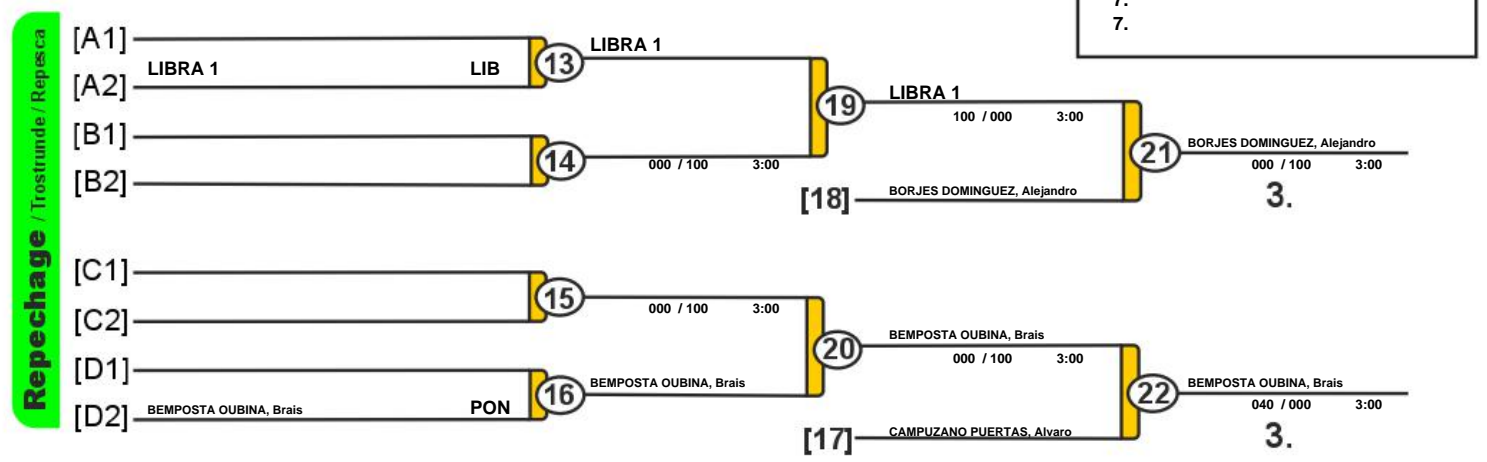 7.
7.
Repechage / Trostrunde / Repesca
[A1]
LIBRA 1 LIB
[A2]
13
LIBRA 1
[B1]
[B2]
14
000 / 100 3:00
19
LIBRA 1
100 / 000 3:00
[18]
BORJES DOMINGUEZ, Alejandro
21
BORJES DOMINGUEZ, Alejandro
000 / 100 3:00
3.
[C1]
[C2]
15
000 / 100 3:00
[D1]
[D2]
BEMPOSTA OUBINA, Brais PON
16
BEMPOSTA OUBINA, Brais
20
BEMPOSTA OUBINA, Brais
000 / 100 3:00
[17]
CAMPUZANO PUERTAS, Alvaro
22
BEMPOSTA OUBINA, Brais
040 / 000 3:00
3.